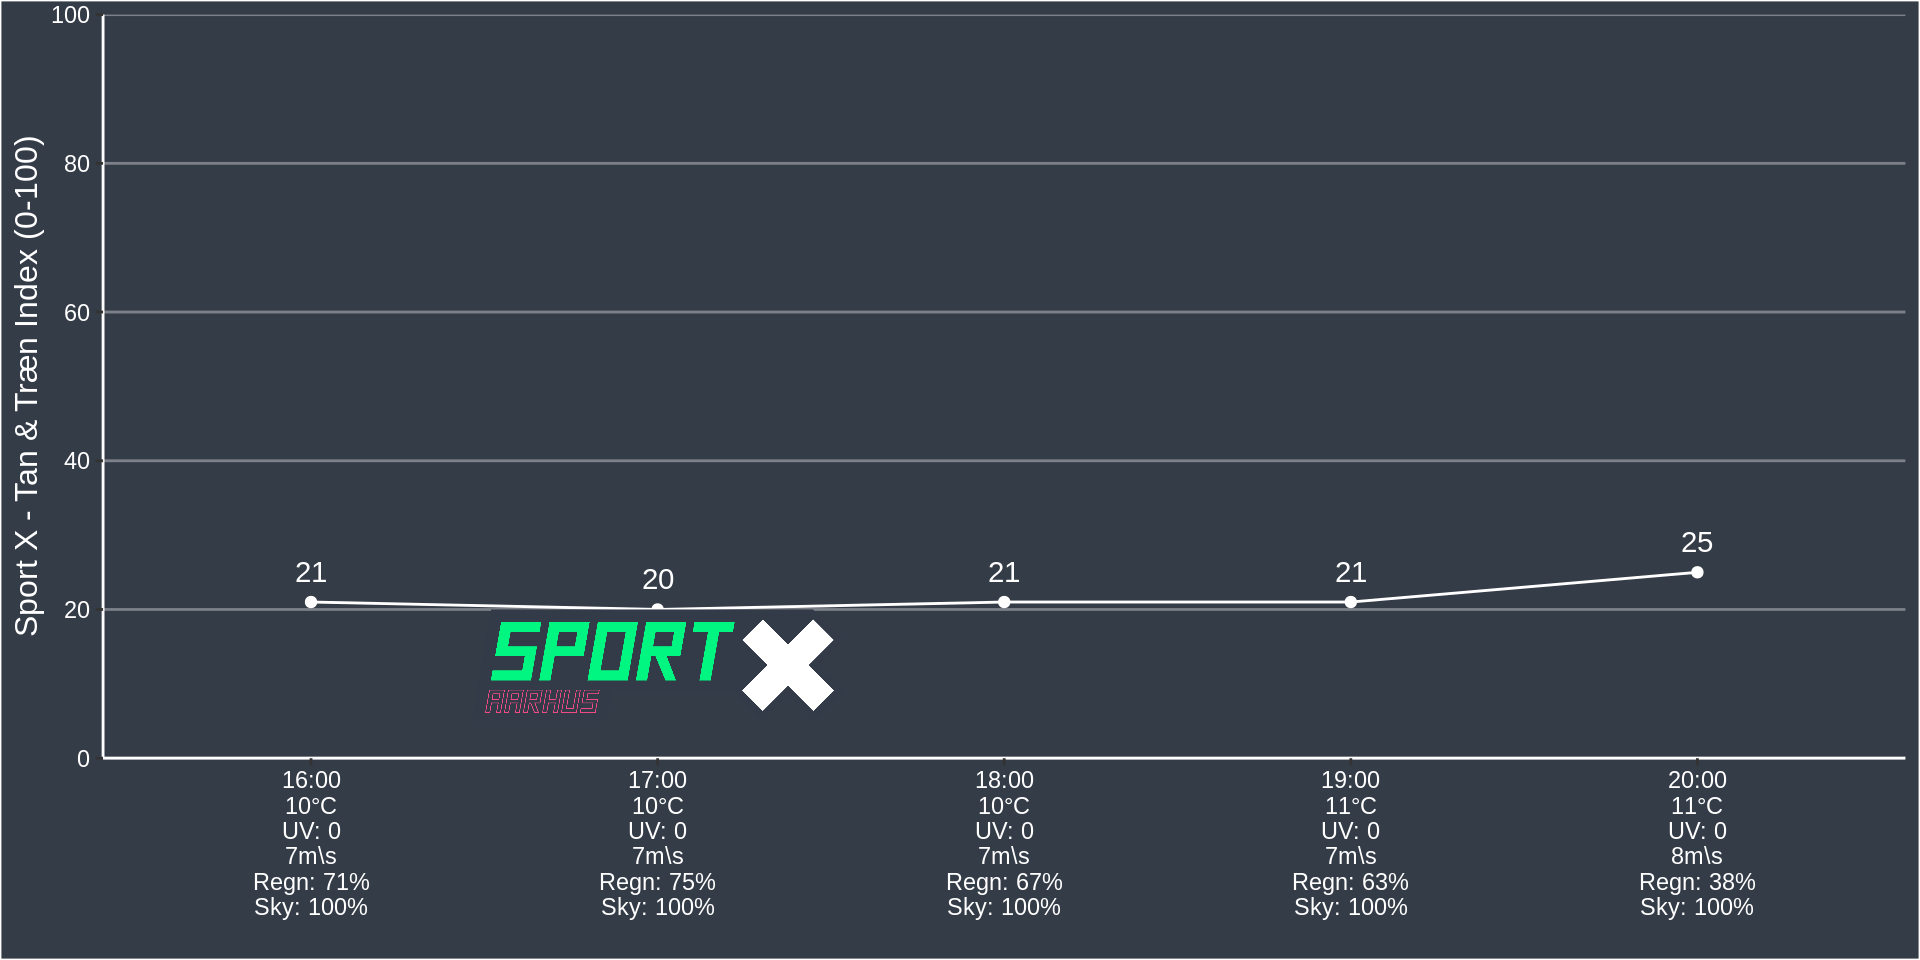 Sport X - Tan & Træn Index (0-100)
100
80
60
40
20
0
21
20
21
21
25
SPORT X
AARHUS
16:00
10°C
UV: 0
7m\s
Regn: 71%
Sky: 100%
17:00
10°C
UV: 0
7m\s
Regn: 75%
Sky: 100%
18:00
10°C
UV: 0
7m\s
Regn: 67%
Sky: 100%
19:00
11°C
UV: 0
7m\s
Regn: 63%
Sky: 100%
20:00
11°C
UV: 0
8m\s
Regn: 38%
Sky: 100%